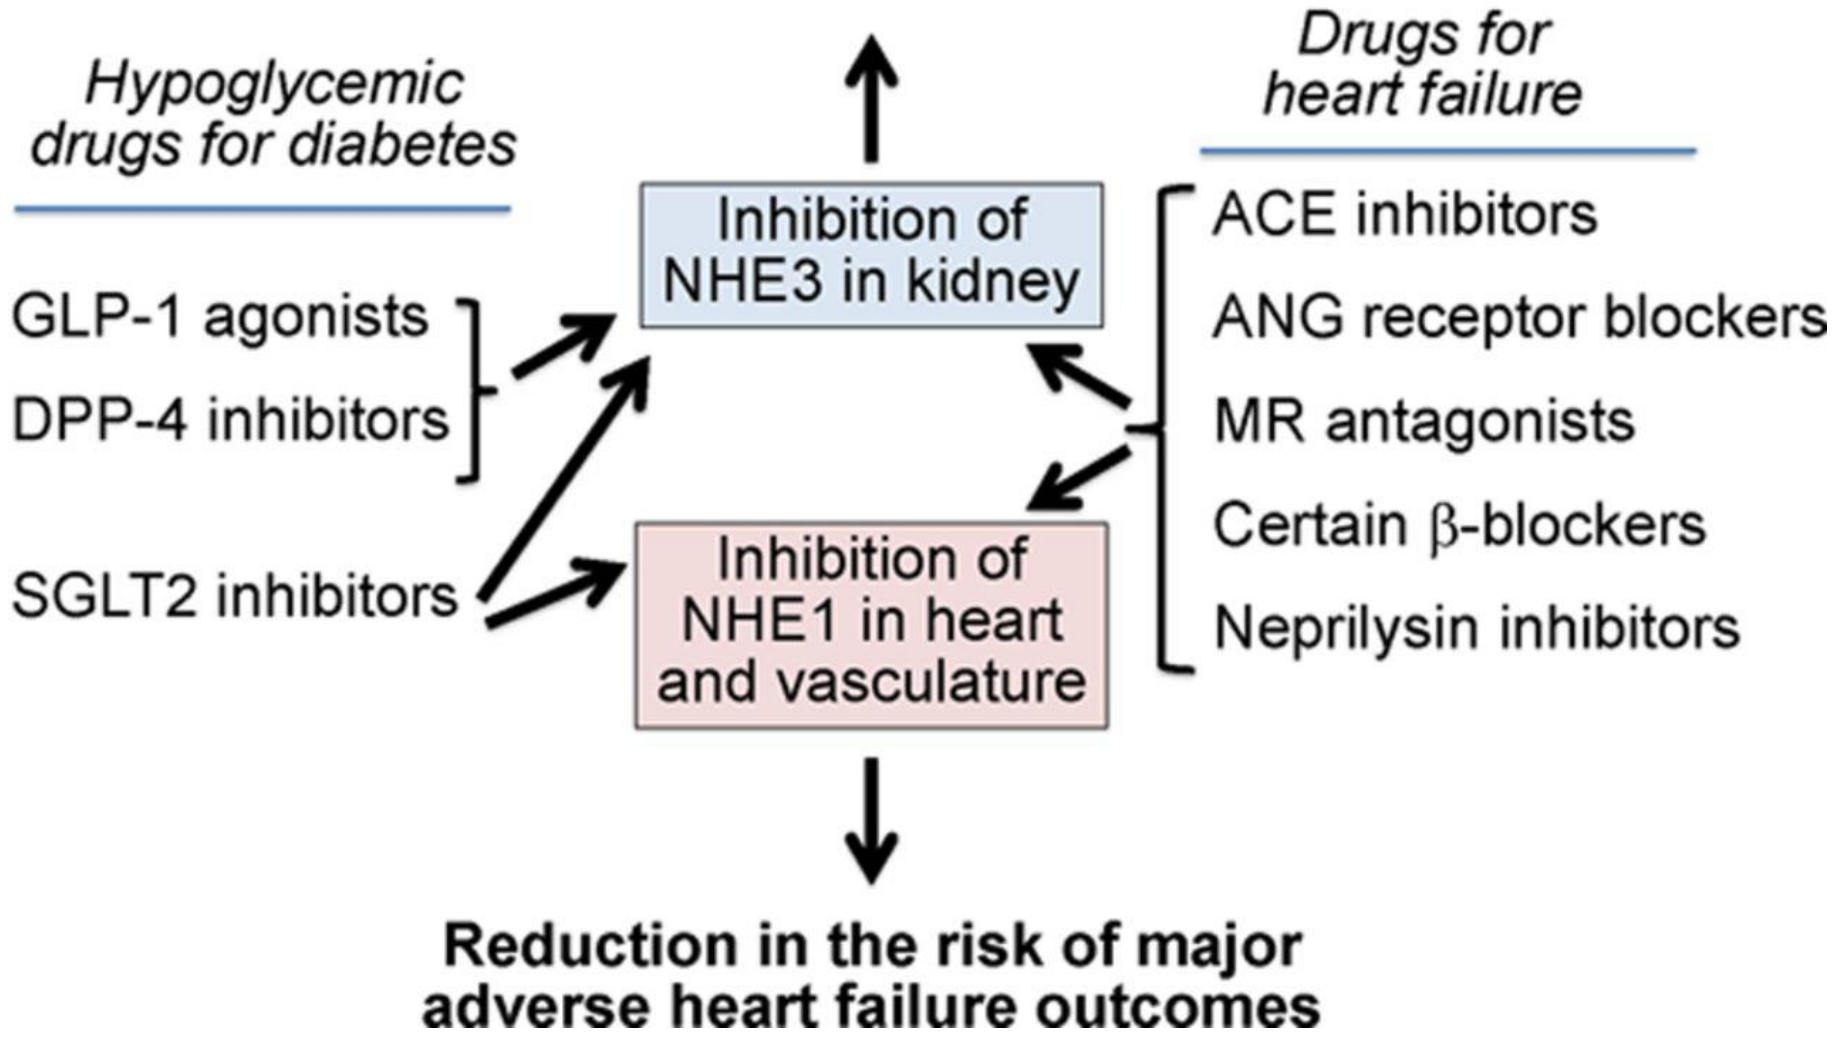 Hypoglycemic
drugs for diabetes
GLP-1 agonists
DPP-4 inhibitors
SGLT2 inhibitors
Inhibition of
NHE3 in kidney
Inhibition of
NHE1 in heart
and vasculature
Drugs for
heart failure
ACE inhibitors
ANG receptor blockers
MR antagonists
Certain β-blockers
Neprilysin inhibitors
Reduction in the risk of major
adverse heart failure outcomes